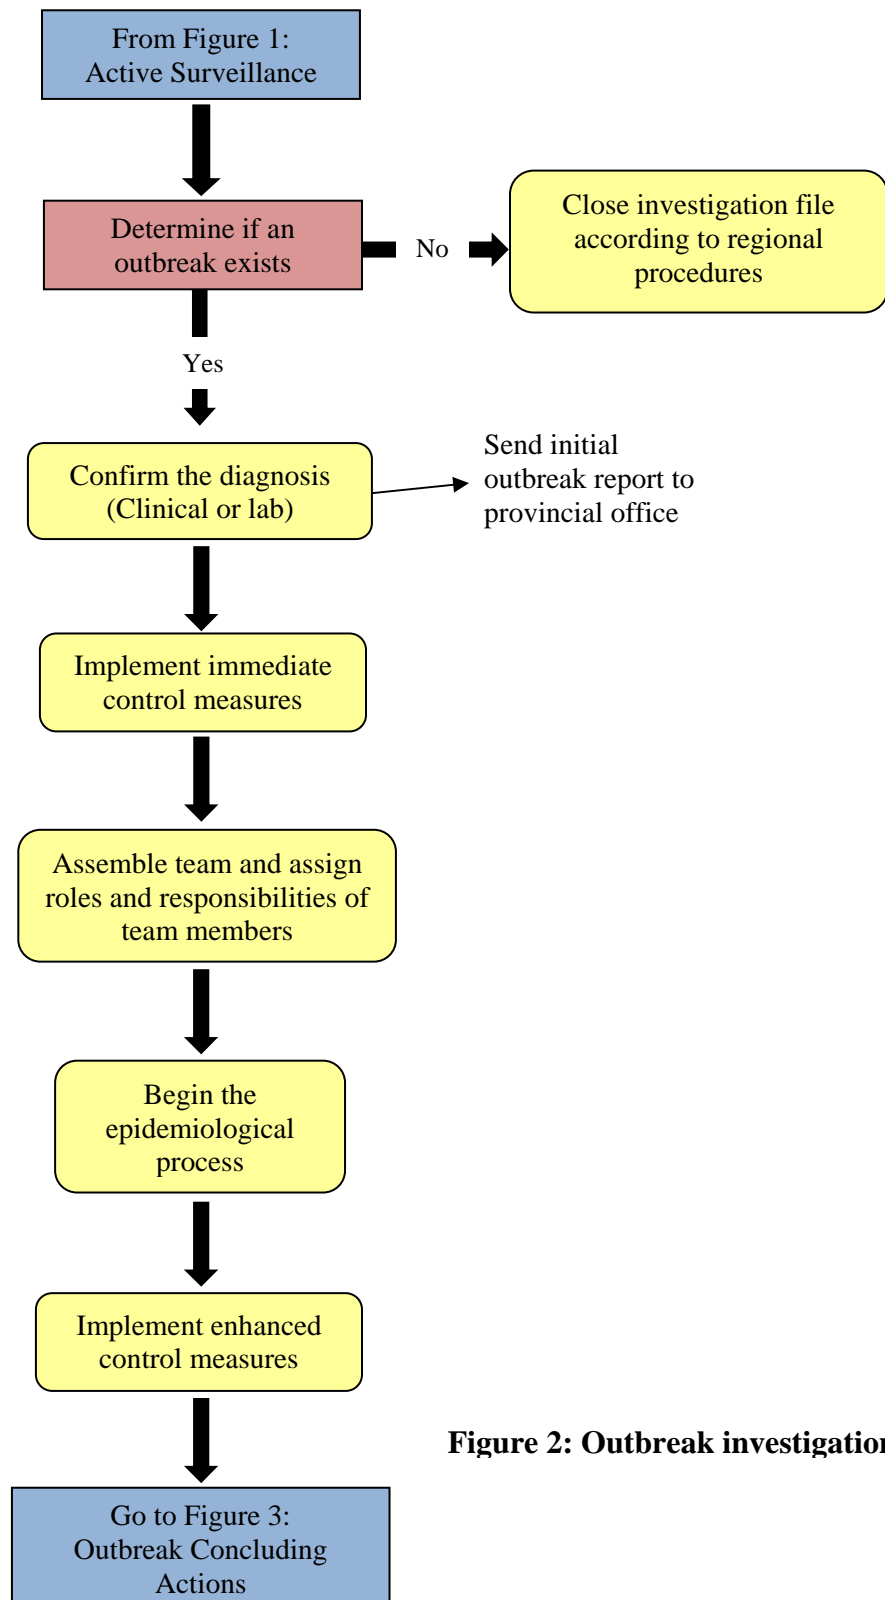 From Figure 1:
Active Surveillance
Determine if an
outbreak exists
No
Close investigation file
according to regional
procedures
Yes
Confirm the diagnosis
(Clinical or lab)
Send initial
outbreak report to
provincial office
Implement immediate
control measures
Assemble team and assign
roles and responsibilities of
team members
Begin the
epidemiological
process
Implement enhanced
control measures
Figure 2: Outbreak investigation
Go to Figure 3:
Outbreak Concluding
Actions